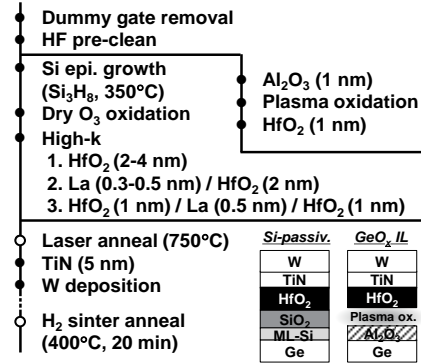 Dummy gate removal
HF pre-clean
Si epi. growth
(Si₃H₈, 350°C)
Dry O₃ oxidation
High-k
1. HfO₂ (2-4 nm)
2. La (0.3-0.5 nm) / HfO₂ (2 nm)
3. HfO₂ (1 nm) / La (0.5 nm) / HfO₂ (1 nm)
Al₂O₃ (1 nm)
Plasma oxidation
HfO₂ (1 nm)
Laser anneal (750°C)
TiN (5 nm)
W deposition
H₂ sinter anneal
(400°C, 20 min)
Si-passiv.
W
TiN
HfO₂
SiO₂
ML-Si
Ge
GeOₓ IL
W
TiN
HfO₂
Plasma ox.
Al₂O₃
Ge